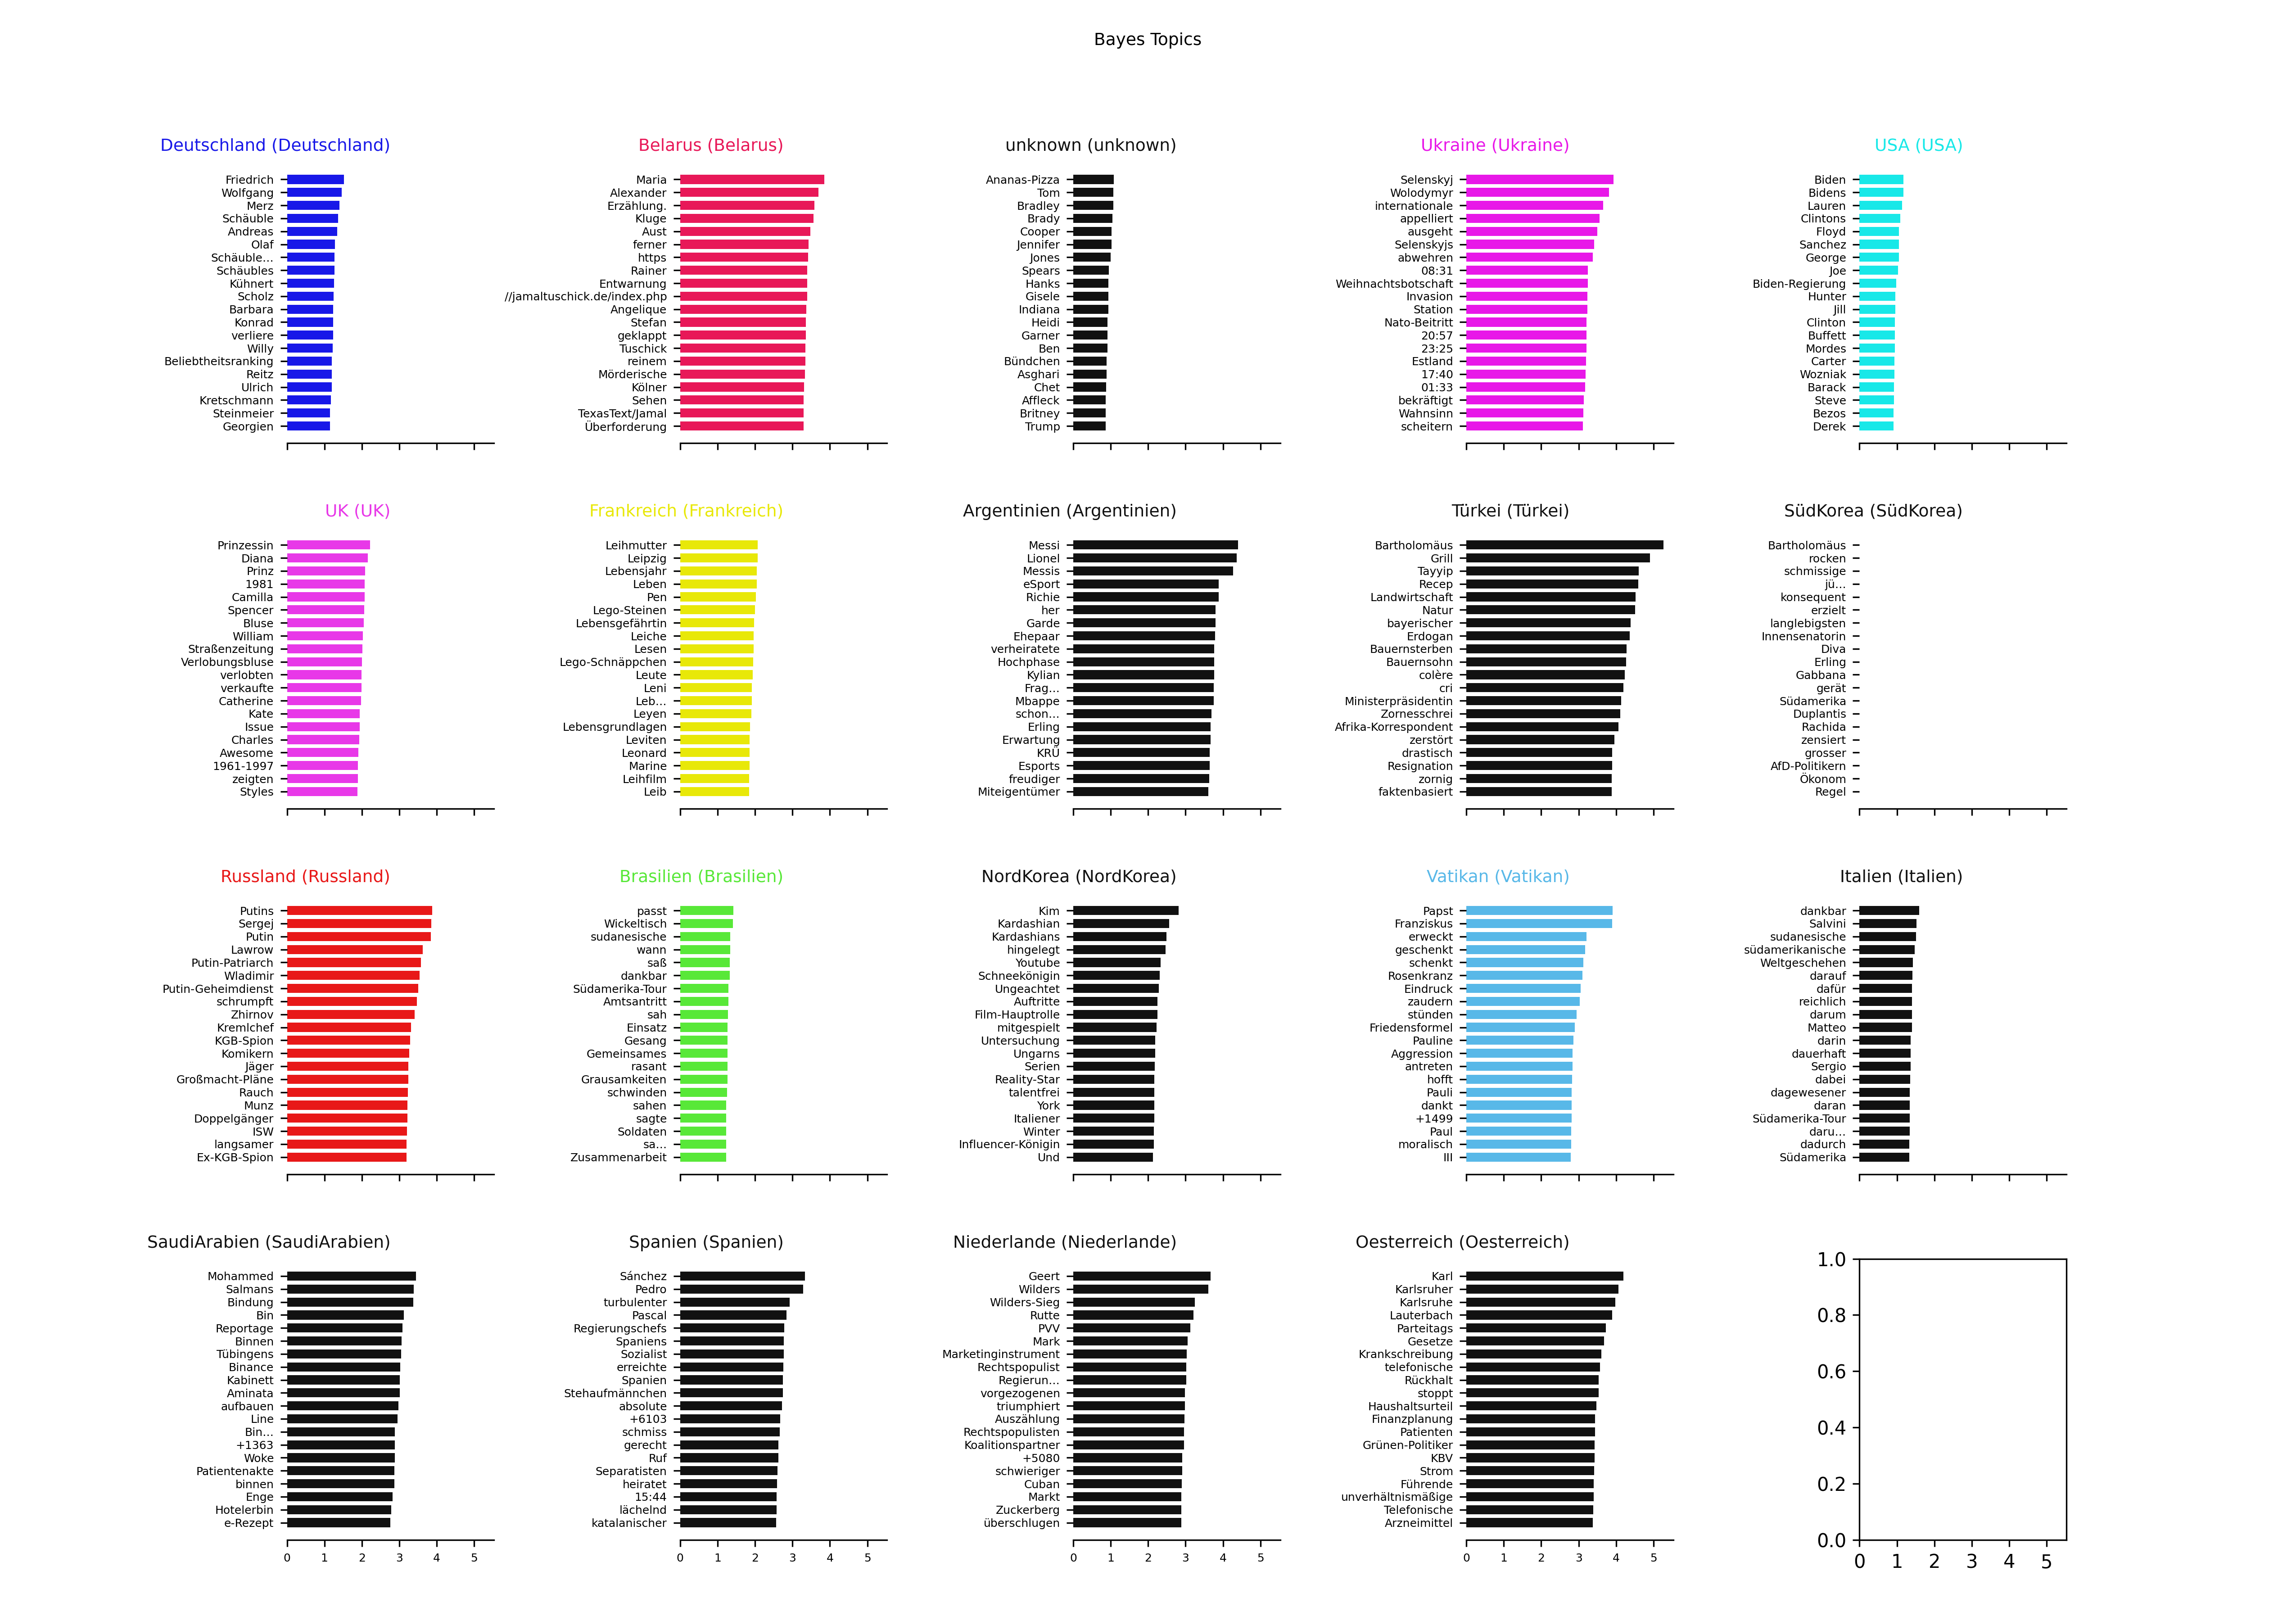 Bayes Topics
Deutschland (Deutschland)
Friedrich
Wolfgang
Merz
Schäuble
Andreas
Olaf
Schäuble...
Schäubles
Kühnert
Scholz
Barbara
Konrad
verliere
Willy
Beliebtheitsranking
Reitz
Ulrich
Kretschmann
Steinmeier
Georgien
Belarus (Belarus)
Maria
Alexander
Erzählung.
Kluge
Aust
ferner
https
Rainer
Entwarnung
//jamaltuschick.de/index.php
Angelique
Stefan
geklappt
Tuschick
reinem
Mörderische
Kölner
Sehen
TexasText/Jamal
Überforderung
unknown (unknown)
Ananas-Pizza
Tom
Bradley
Brady
Cooper
Jennifer
Jones
Spears
Hanks
Gisele
Indiana
Heidi
Garner
Ben
Bündchen
Asghari
Chet
Affleck
Britney
Trump
Ukraine (Ukraine)
Selenskyj
Wolodymyr
internationale
appelliert
ausgeht
Selenskyjs
abwehren
08:31
Weihnachtsbotschaft
Invasion
Station
Nato-Beitritt
20:57
23:25
Estland
17:40
01:33
bekräftigt
Wahnsinn
scheitern
USA (USA)
Biden
Bidens
Lauren
Clintons
Floyd
Sanchez
George
Joe
Biden-Regierung
Hunter
Jill
Clinton
Buffett
Mordes
Carter
Wozniak
Barack
Steve
Bezos
Derek
UK (UK)
Prinzessin
Diana
Prinz
1981
Camilla
Spencer
Bluse
William
Straßenzeitung
Verlobungsbluse
verlobten
verkaufte
Catherine
Kate
Issue
Charles
Awesome
1961-1997
zeigten
Styles
Frankreich (Frankreich)
Leihmutter
Leipzig
Lebensjahr
Leben
Pen
Lego-Steinen
Lebensgefährtin
Leiche
Lesen
Lego-Schnäppchen
Leute
Leni
Leb...
Leyen
Lebensgrundlagen
Leviten
Leonard
Marine
Leihfilm
Leib
Argentinien (Argentinien)
Messi
Lionel
Messis
eSport
Richie
her
Garde
Ehepaar
verheiratete
Hochphase
Kylian
Frag...
Mbappe
schon...
Erling
Erwartung
KRÜ
Esports
freudiger
Miteigentümer
Türkei (Türkei)
Bartholomäus
Grill
Tayyip
Recep
Landwirtschaft
Natur
bayerischer
Erdogan
Bauernsterben
Bauernsohn
colère
cri
Ministerpräsidentin
Zornesschrei
Afrika-Korrespondent
zerstört
drastisch
Resignation
zornig
faktenbasiert
SüdKorea (SüdKorea)
Bartholomäus
rocken
schmissige
jü...
konsequent
erzielt
langlebigsten
Innensenatorin
Diva
Erling
Gabbana
gerät
Südamerika
Duplantis
Rachida
zensiert
grosser
AfD-Politikern
Ökonom
Regel
Russland (Russland)
Putins
Sergej
Putin
Lawrow
Putin-Patriarch
Wladimir
Putin-Geheimdienst
schrumpft
Zhirnov
Kremlchef
KGB-Spion
Komikern
Jäger
Großmacht-Pläne
Rauch
Munz
Doppelgänger
ISW
langsamer
Ex-KGB-Spion
Brasilien (Brasilien)
passt
Wickeltisch
sudanesische
wann
saß
dankbar
Südamerika-Tour
Amtsantritt
sah
Einsatz
Gesang
Gemeinsames
rasant
Grausamkeiten
schwinden
sahen
sagte
Soldaten
sa...
Zusammenarbeit
NordKorea (NordKorea)
Kim
Kardashian
Kardashians
hingelegt
Youtube
Schneekönigin
Ungeachtet
Auftritte
Film-Hauptrolle
mitgespielt
Untersuchung
Ungarns
Serien
Reality-Star
talentfrei
York
Italiener
Winter
Influencer-Königin
Und
Vatikan (Vatikan)
Papst
Franziskus
erweckt
geschenkt
schenkt
Rosenkranz
Eindruck
zaudern
stünden
Friedensformel
Pauline
Aggression
antreten
hofft
Pauli
dankt
+1499
Paul
moralisch
III
Italien (Italien)
dankbar
Salvini
sudanesische
südamerikanische
Weltgeschehen
darauf
dafür
reichlich
darum
Matteo
darin
dauerhaft
Sergio
dabei
dagewesener
daran
Südamerika-Tour
daru...
dadurch
Südamerika
SaudiArabien (SaudiArabien)
Mohammed
Salmans
Bindung
Bin
Reportage
Binnen
Tübingens
Binance
Kabinett
Aminata
aufbauen
Line
Bin...
+1363
Woke
Patientenakte
binnen
Enge
Hotelerbin
e-Rezept
0 1 2 3 4 5
Spanien (Spanien)
Sánchez
Pedro
turbulenter
Pascal
Regierungschefs
Spaniens
Sozialist
erreichte
Spanien
Stehaufmännchen
absolute
+6103
schmiss
gerecht
Ruf
Separatisten
heiratet
15:44
lächelnd
katalanischer
0 1 2 3 4 5
Niederlande (Niederlande)
Geert
Wilders
Wilders-Sieg
Rutte
PVV
Mark
Marketinginstrument
Rechtspopulist
Regierun...
vorgezogenen
triumphiert
Auszählung
Rechtspopulisten
Koalitionspartner
+5080
schwieriger
Cuban
Markt
Zuckerberg
überschlugen
0 1 2 3 4 5
Oesterreich (Oesterreich)
Karl
Karlsruher
Karlsruhe
Lauterbach
Parteitags
Gesetze
Krankschreibung
telefonische
Rückhalt
stoppt
Haushaltsurteil
Finanzplanung
Patienten
Grünen-Politiker
KBV
Strom
Führende
unverhältnismäßige
Telefonische
Arzneimittel
0 1 2 3 4 5
1.0
0.8
0.6
0.4
0.2
0.0
0 1 2 3 4 5